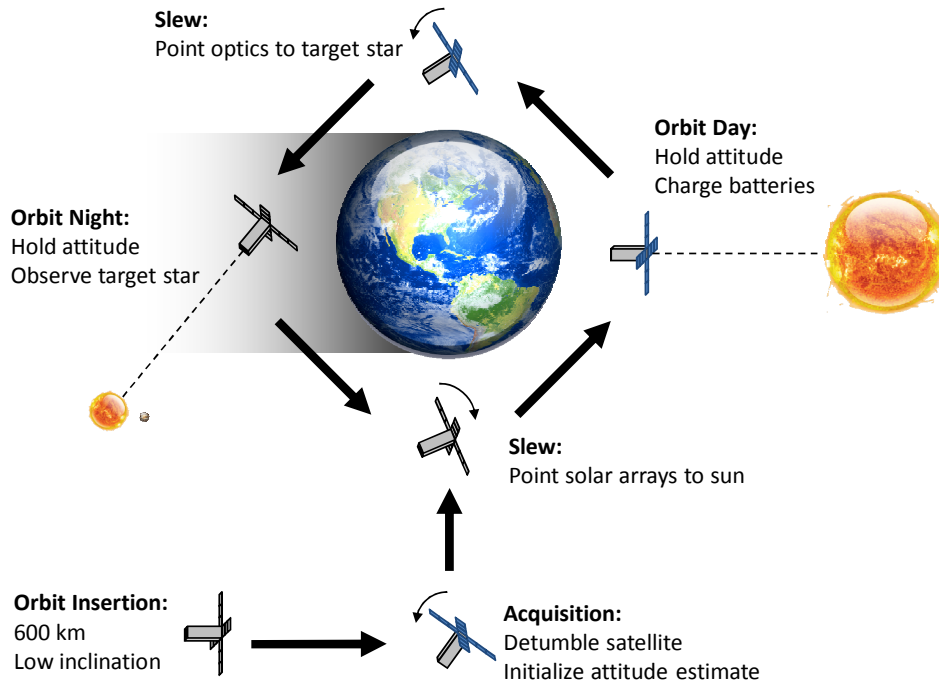 Slew:
Point optics to target star
Orbit Day:
Hold attitude
Charge batteries
Orbit Night:
Hold attitude
Observe target star
Slew:
Point solar arrays to sun
Orbit Insertion:
600 km
Low inclination
Acquisition:
Detumble satellite
Initialize attitude estimate